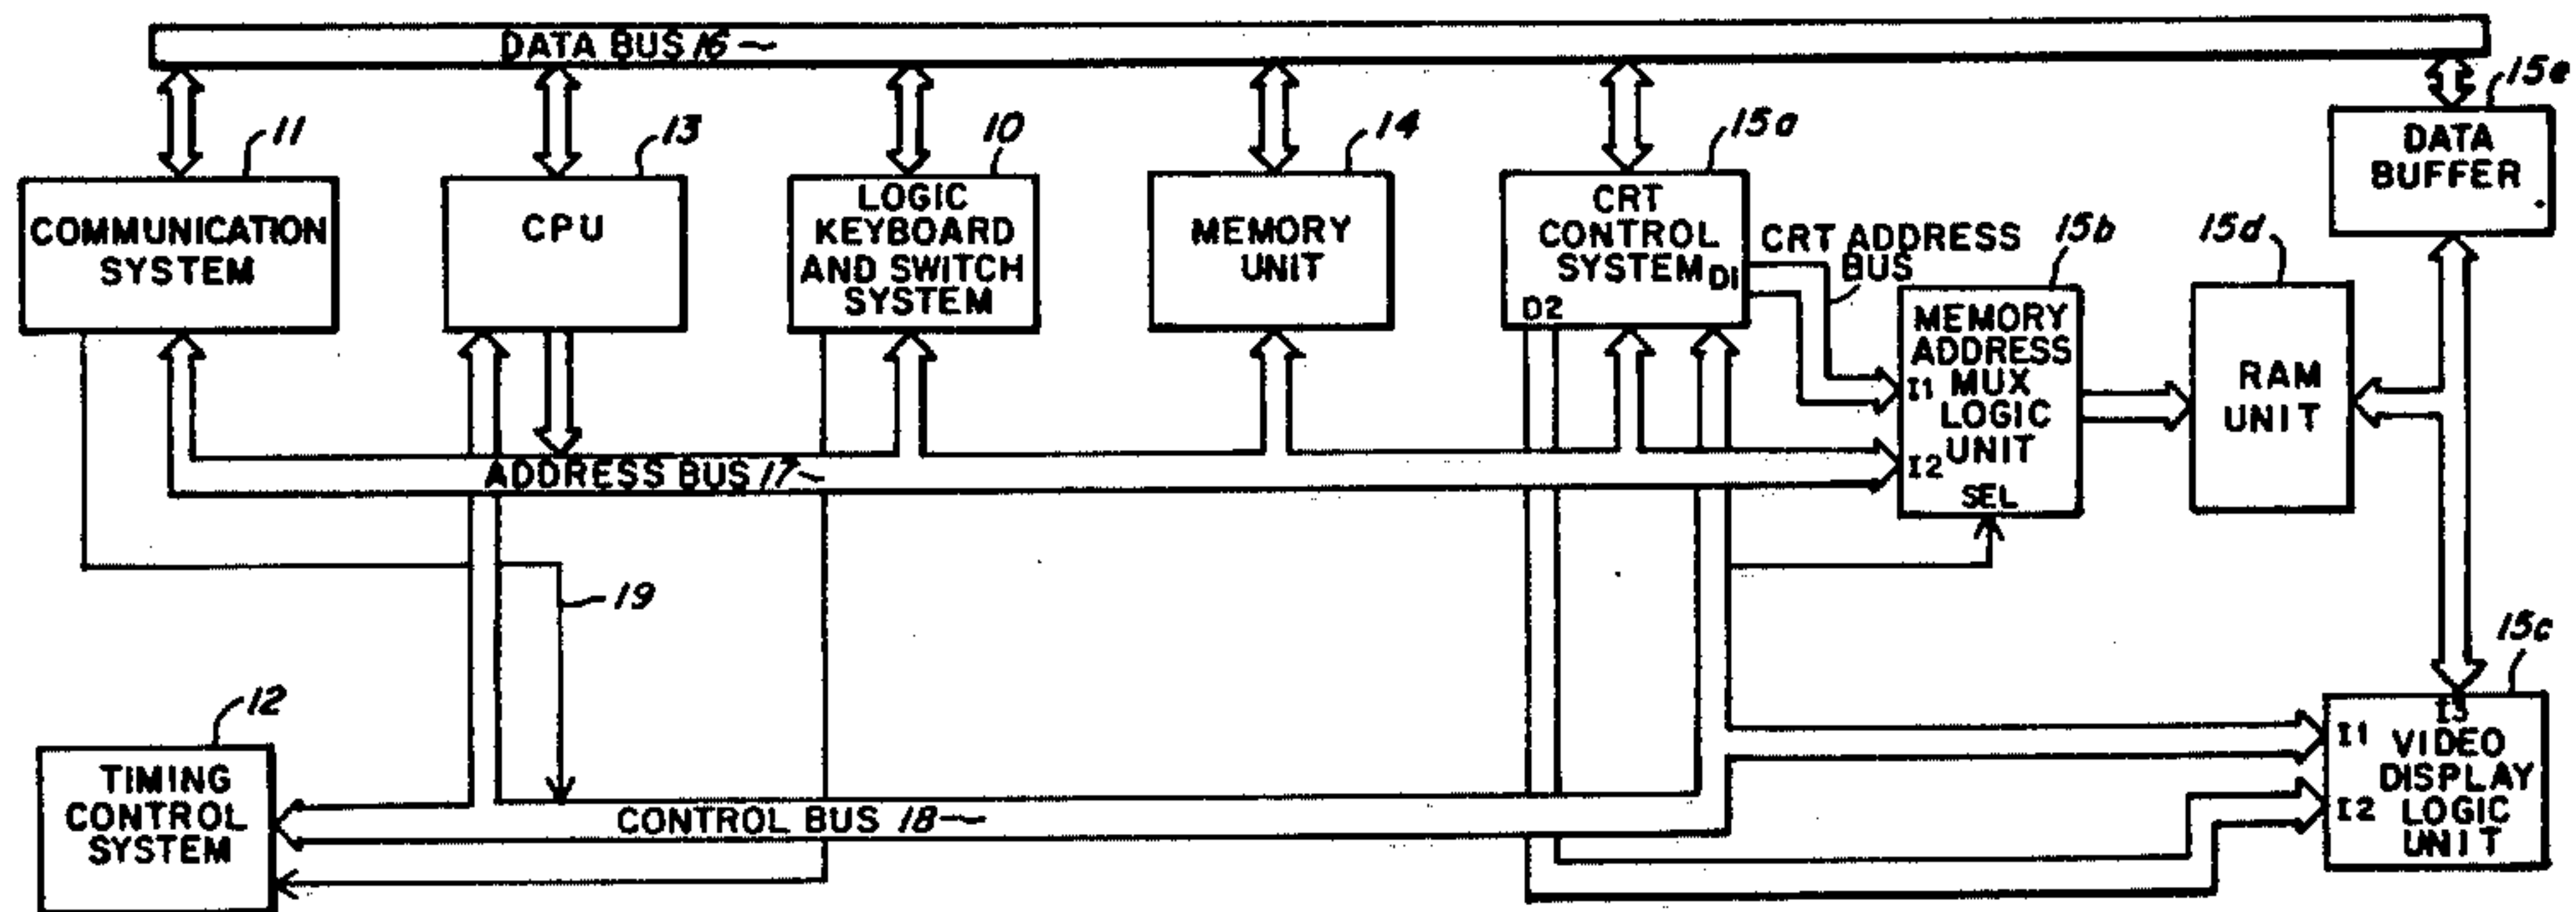 DATA BUS 16
15e
DATA
BUFFER
11
COMMUNICATION
SYSTEM
13
CPU
10
LOGIC
KEYBOARD
AND SWITCH
SYSTEM
14
MEMORY
UNIT
15a
CRT
CONTROL
SYSTEM
D1
D2
CRT ADDRESS
BUS
15b
MEMORY
ADDRESS
I1 MUX
LOGIC
UNIT
I2
SEL
15d
RAM
UNIT
ADDRESS BUS 17
19
12
TIMING
CONTROL
SYSTEM
CONTROL BUS 18
15c
I3
I1 VIDEO
DISPLAY
I2 LOGIC
UNIT